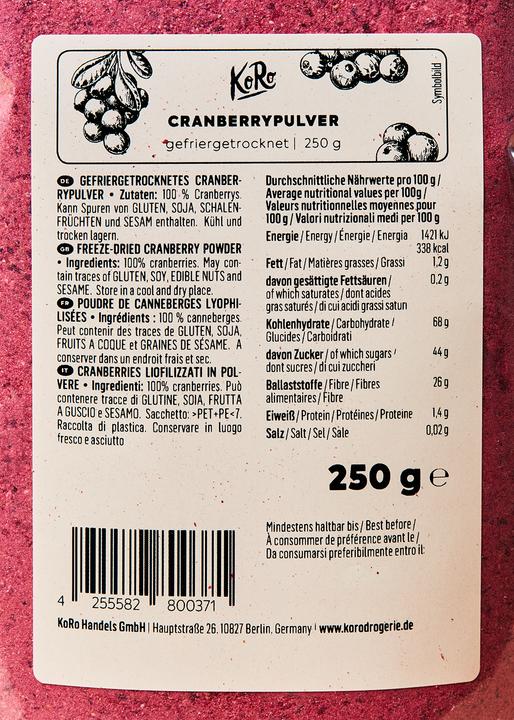 KoRo
Symbolbild
CRANBERRYPULVER
gefriergetrocknet | 250 g
DE GEFRIERGETROCKNETES CRANBER-
RYPULVER • Zutaten: 100 % Cranberrys.
Kann Spuren von GLUTEN, SOJA, SCHALEN-
FRÜCHTEN und SESAM enthalten. Kühl und
trocken lagern.
GB FREEZE-DRIED CRANBERRY POWDER
• Ingredients: 100% cranberries. May con-
tain traces of GLUTEN, SOY, EDIBLE NUTS and
SESAME. Store in a cool and dry place.
FR POUDRE DE CANNEBERGES LYOPHI-
LISÉES • Ingrédients : 100 % canneberges.
Peut contenir des traces de GLUTEN, SOJA,
FRUITS A COQUE et GRAINES DE SÉSAME. A
conserver dans un endroit frais et sec.
IT CRANBERRIES LIOFILIZZATI IN POL-
VERE • Ingredienti: 100% cranberries. Può
contenere tracce di GLUTINE, SOIA, FRUTTA
A GUSCIO e SESAMO. Sacchetto: >PET+PE<7.
Raccolta di plastica. Conservare in luogo
fresco e asciutto
Durchschnittliche Nährwerte pro 100 g /
Average nutritional values per 100g /
Valeurs nutritionnelles moyennes pour
100 g / Valori nutrizionali medi per 100 g
Energie / Energy / Énergie / Energia 1421 kJ
338 kcal
Fett / Fat / Matières grasses / Grassi 1,2 g
davon gesättigte Fettsäuren / 0,2 g
of which saturates / dont acides
gras saturés / di cui acidi grassi saturi
Kohlenhydrate / Carbohydrate / 68 g
Glucides / Carboidrati
davon Zucker / of which sugars / 44 g
dont sucres / di cui zuccheri
Ballaststoffe / Fibre / Fibres 26 g
alimentaires / Fibre
Eiweiß / Protein / Protéines / Proteine 1,4 g
Salz / Salt / Sel / Sale 0,02 g
250 g e
Mindestens haltbar bis / Best before /
À consommer de préférence avant le /
Da consumarsi preferibilmente entro il:
4 255582 800371
KoRo Handels GmbH | Hauptstraße 26, 10827 Berlin, Germany | www.korodrogerie.de